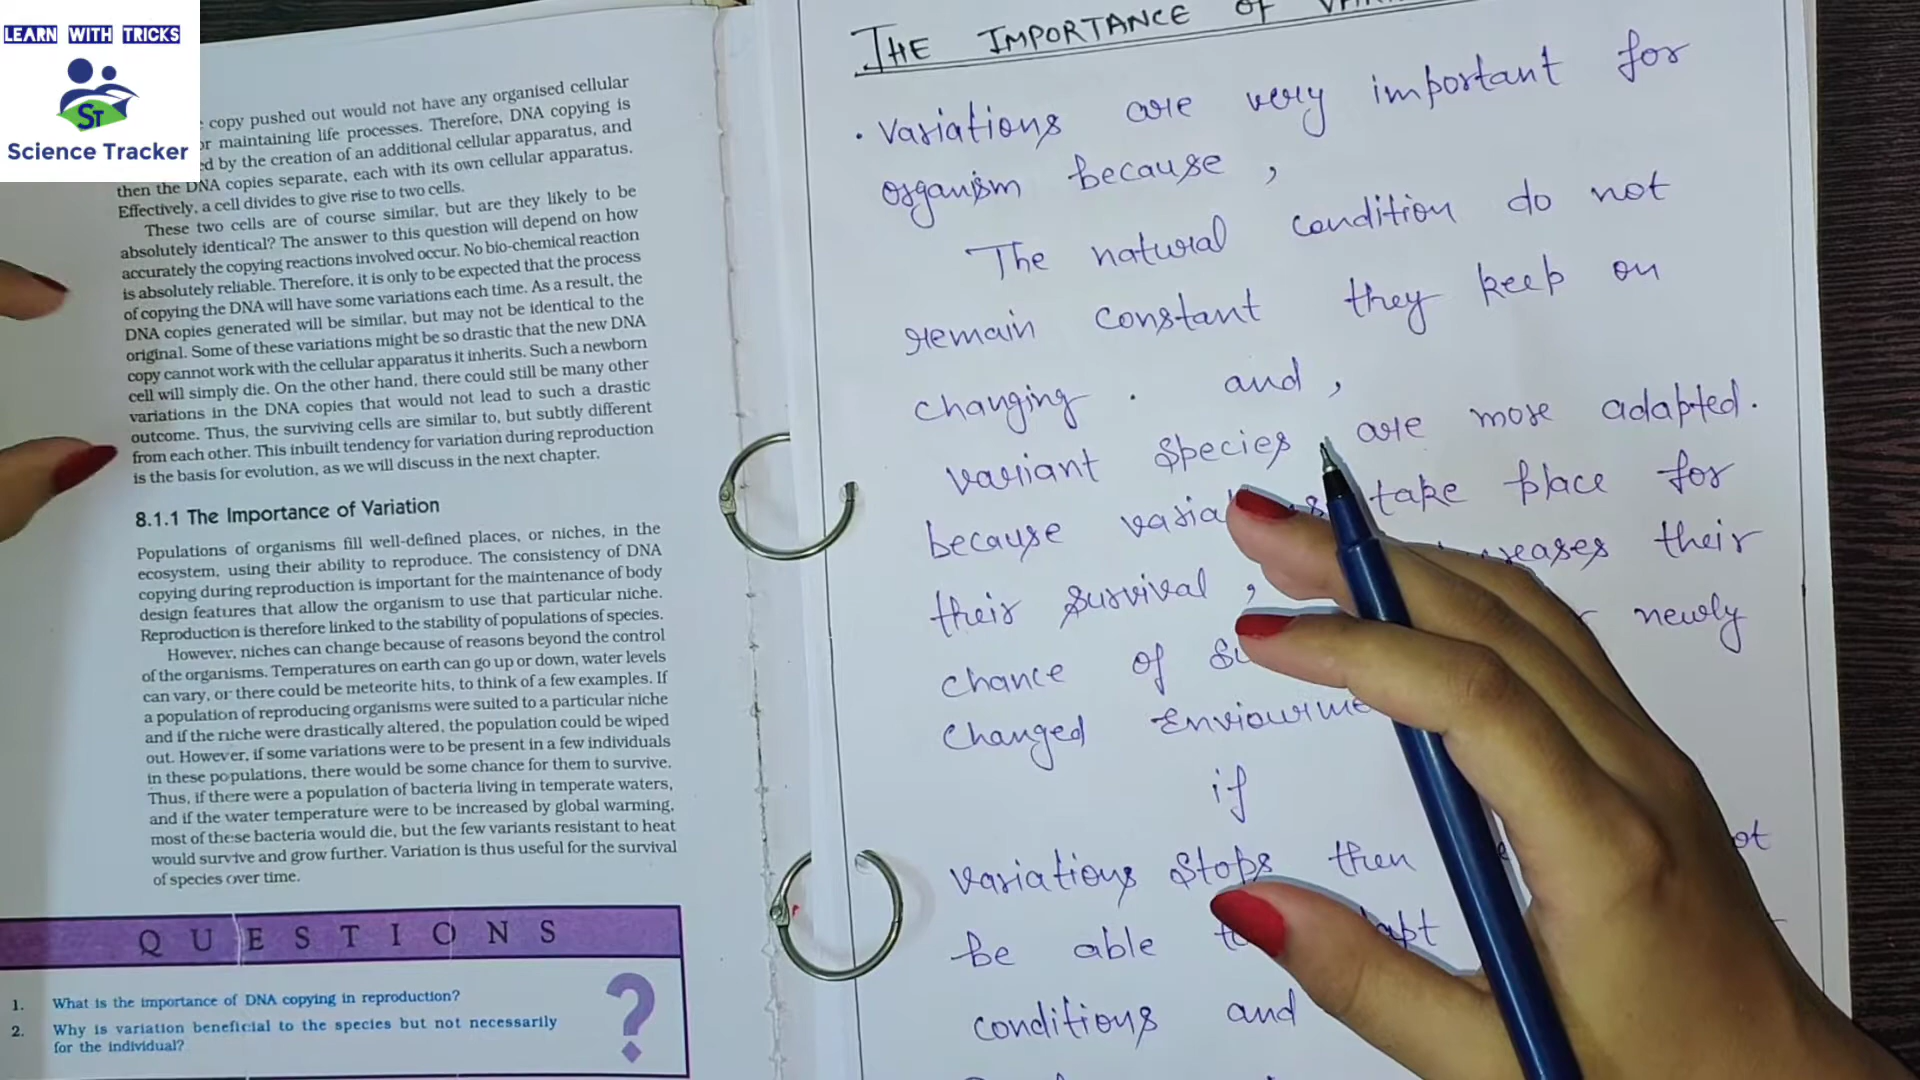 LEARN WITH TRICKS
ST
Science Tracker
copy pushed out would not have any organised cellular
or maintaining life processes. Therefore, DNA copying is
ed by the creation of an additional cellular apparatus, and
then the DNA copies separate, each with its own cellular apparatus.
Effectively, a cell divides to give rise to two cells.
These two cells are of course similar, but are they likely to be
absolutely identical? The answer to this question will depend on how
accurately the copying reactions involved occur. No bio-chemical reaction
is absolutely reliable. Therefore, it is only to be expected that the process
of copying the DNA will have some variations each time. As a result, the
DNA copies generated will be similar, but may not be identical to the
original. Some of these variations might be so drastic that the new DNA
copy cannot work with the cellular apparatus it inherits. Such a newborn
cell will simply die. On the other hand, there could still be many other
variations in the DNA copies that would not lead to such a drastic
outcome. Thus, the surviving cells are similar to, but subtly different
from each other. This inbuilt tendency for variation during reproduction
is the basis for evolution, as we will discuss in the next chapter.
8.1.1 The Importance of Variation
Populations of organisms fill well-defined places, or niches, in the
ecosystem, using their ability to reproduce. The consistency of DNA
copying during reproduction is important for the maintenance of body
design features that allow the organism to use that particular niche.
Reproduction is therefore linked to the stability of populations of species.
However, niches can change because of reasons beyond the control
of the organisms. Temperatures on earth can go up or down, water levels
can vary, or there could be meteorite hits, to think of a few examples. If
a population of reproducing organisms were suited to a particular niche
and if the niche were drastically altered, the population could be wiped
out. However, if some variations were to be present in a few individuals
in these populations, there would be some chance for them to survive.
Thus, if there were a population of bacteria living in temperate waters,
and if the water temperature were to be increased by global warming,
most of these bacteria would die, but the few variants resistant to heat
would survive and grow further. Variation is thus useful for the survival
of species over time.
QUESTIONS
1. What is the importance of DNA copying in reproduction?
2. Why is variation beneficial to the species but not necessarily
for the individual?
?
THE IMPORTANCE OF
• Variations are very important for
organism because ,
The natural condition do not
remain constant they keep on
changing . and ,
variant species are more adapted.
because take place for
their survival , their
chance of newly
changed
if
variations stops then
be able
conditions and